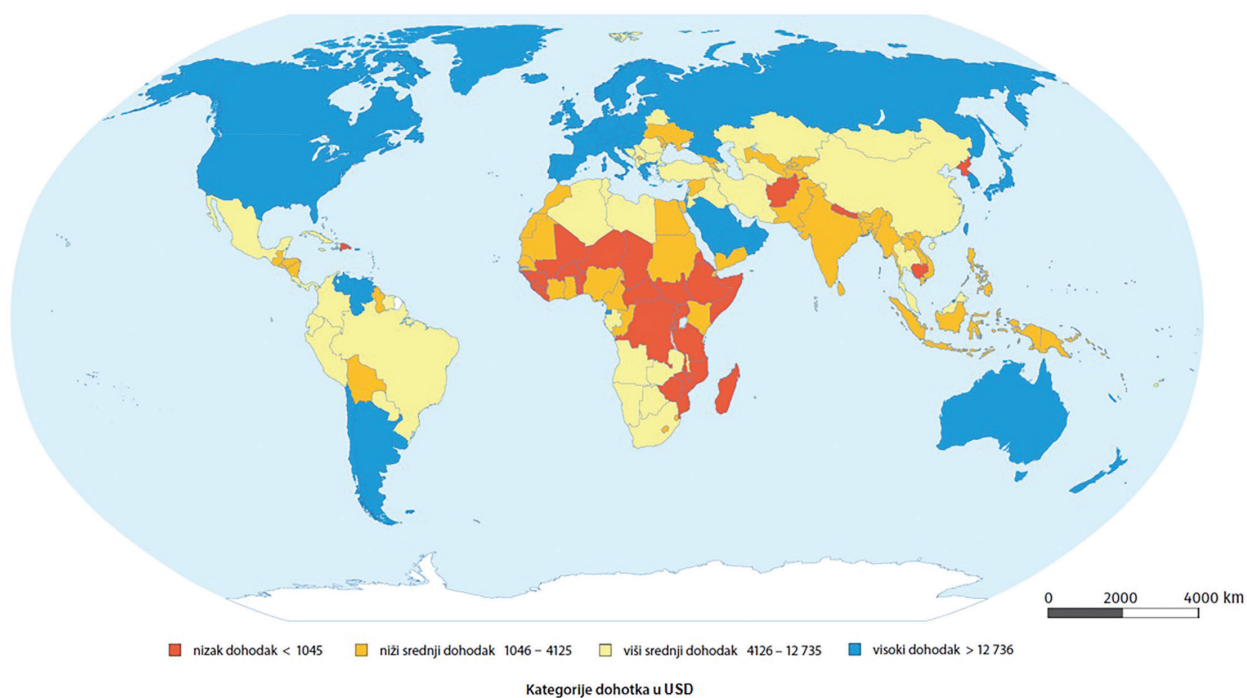 0 2000 4000 km
nizak dohodak < 1045 niži srednji dohodak 1046 – 4125 viši srednji dohodak 4126 – 12 735 visoki dohodak > 12 736
Kategorije dohotka u USD